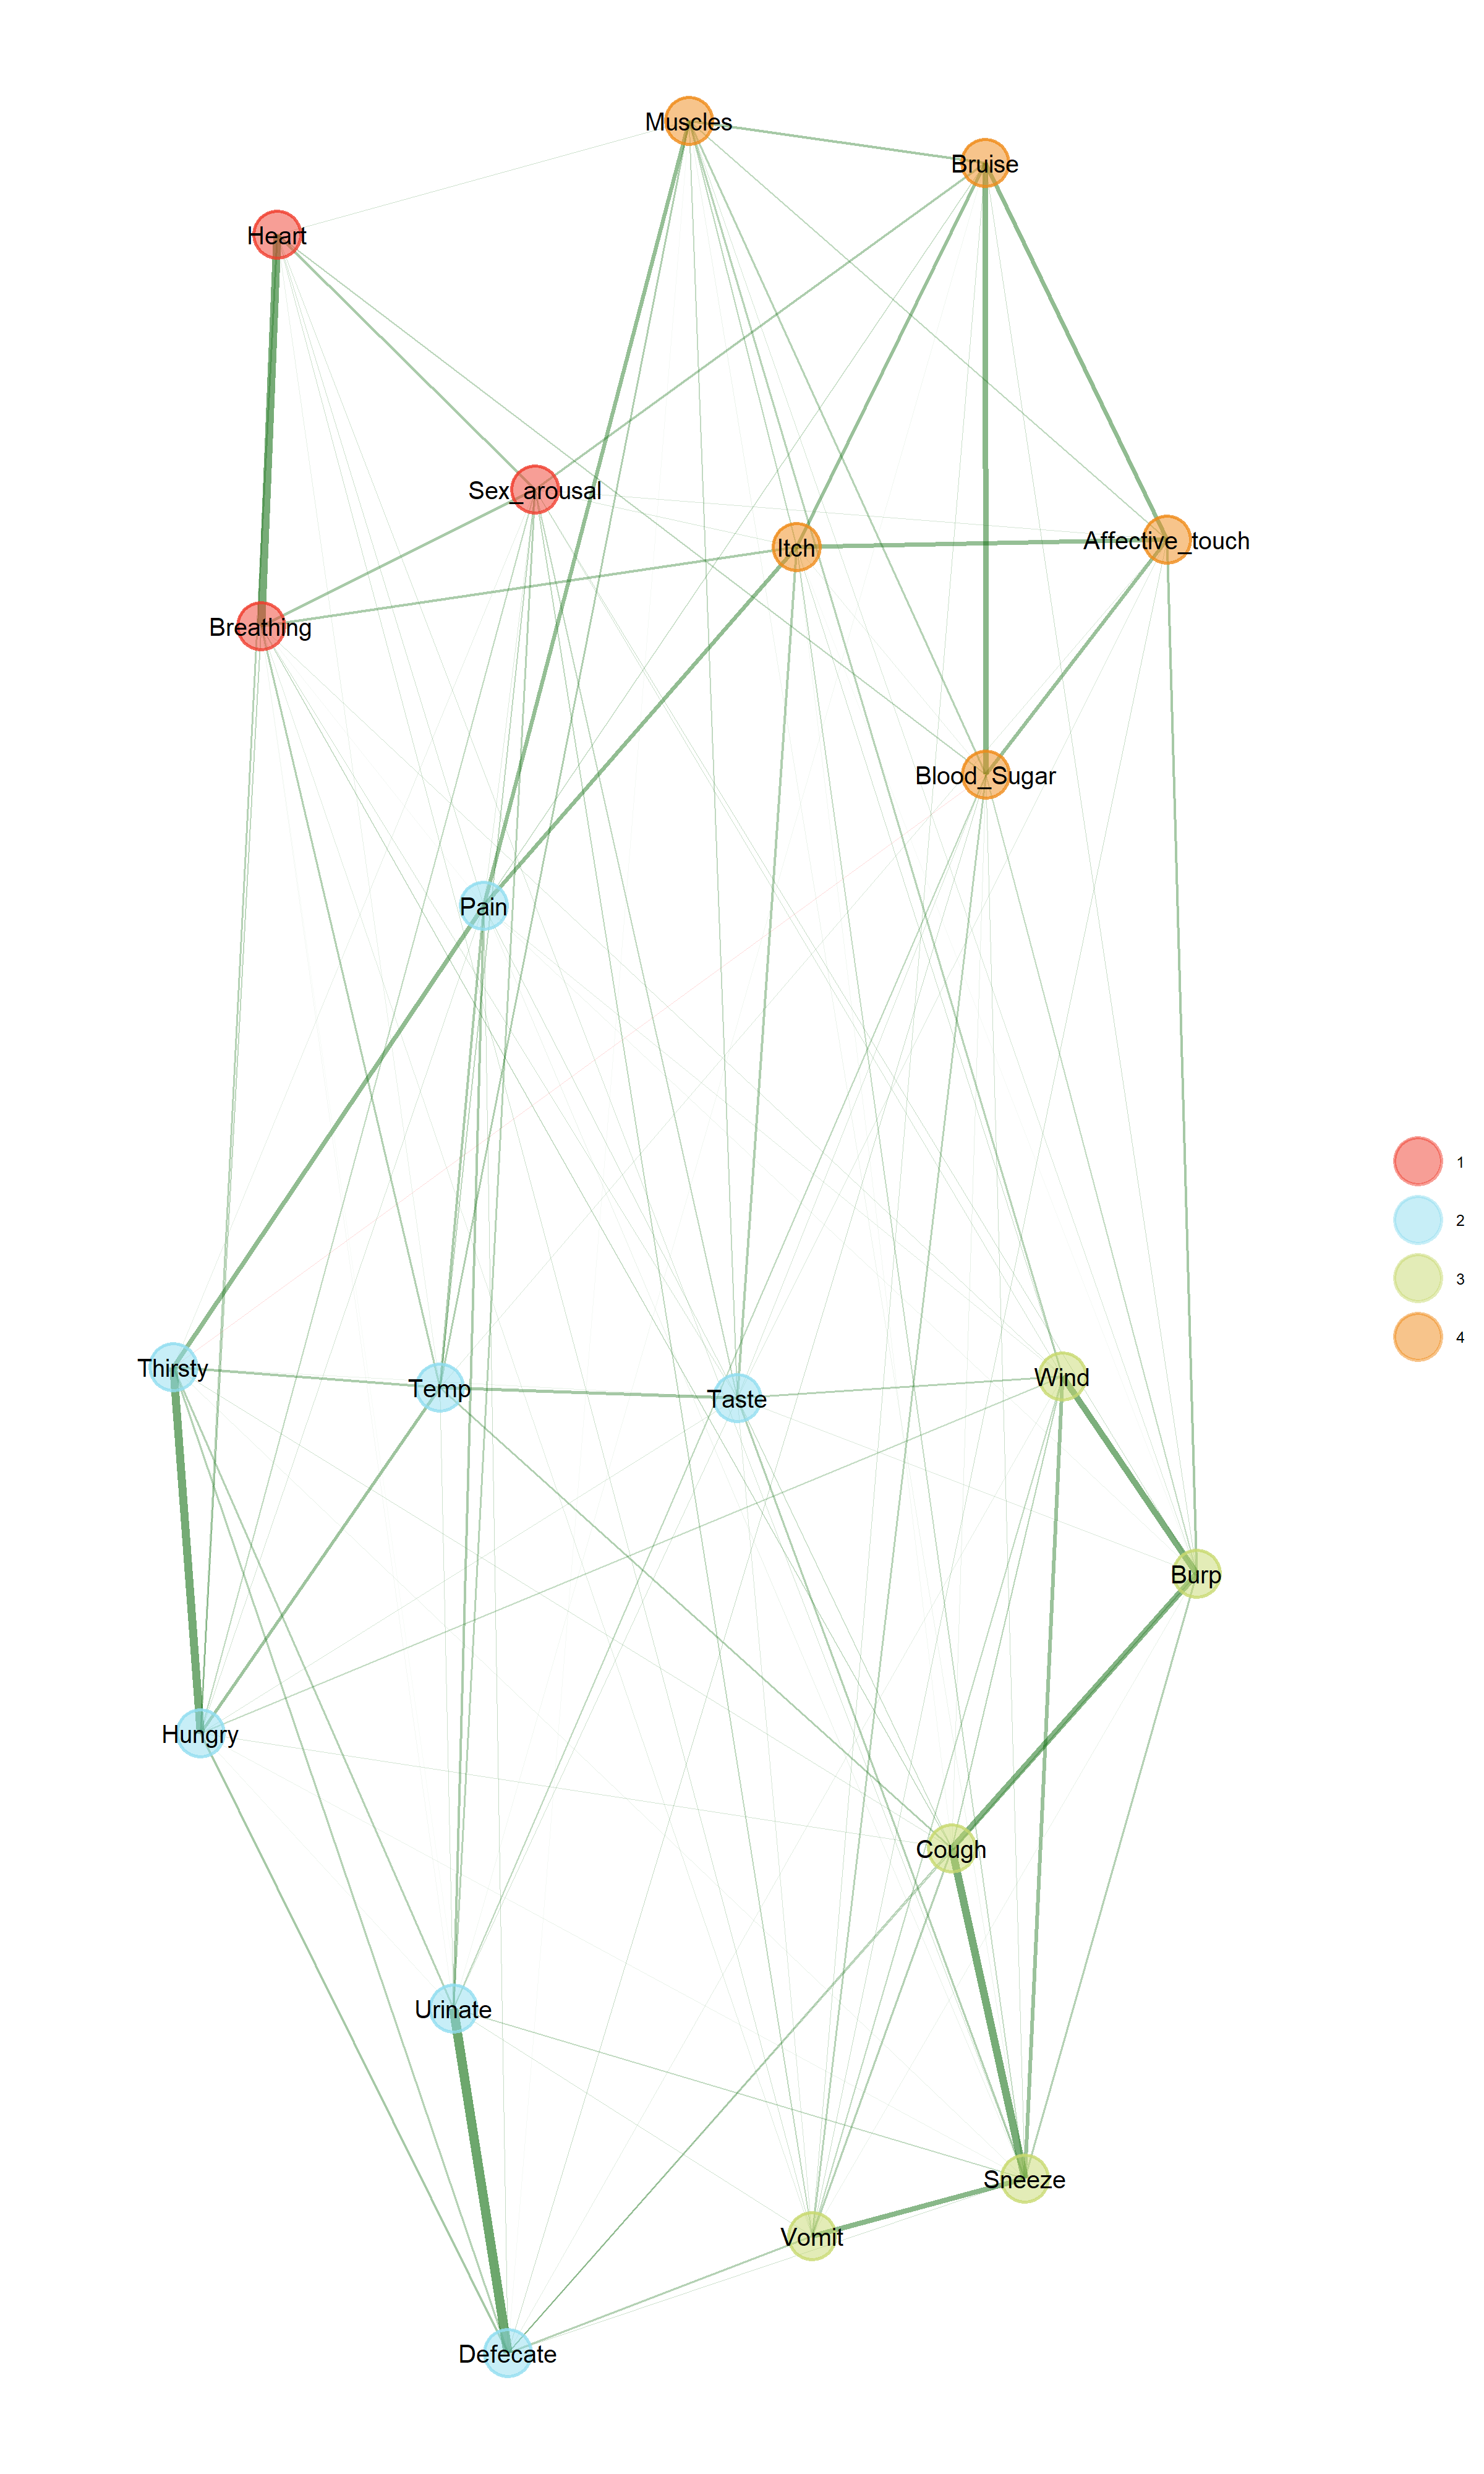 Muscles
Bruise
Heart
Sex_arousal
Itch
Affective_touch
Breathing
Blood_Sugar
Pain
1
2
3
4
Thirsty
Temp
Taste
Wind
Burp
Hungry
Cough
Urinate
Sneeze
Vomit
Defecate